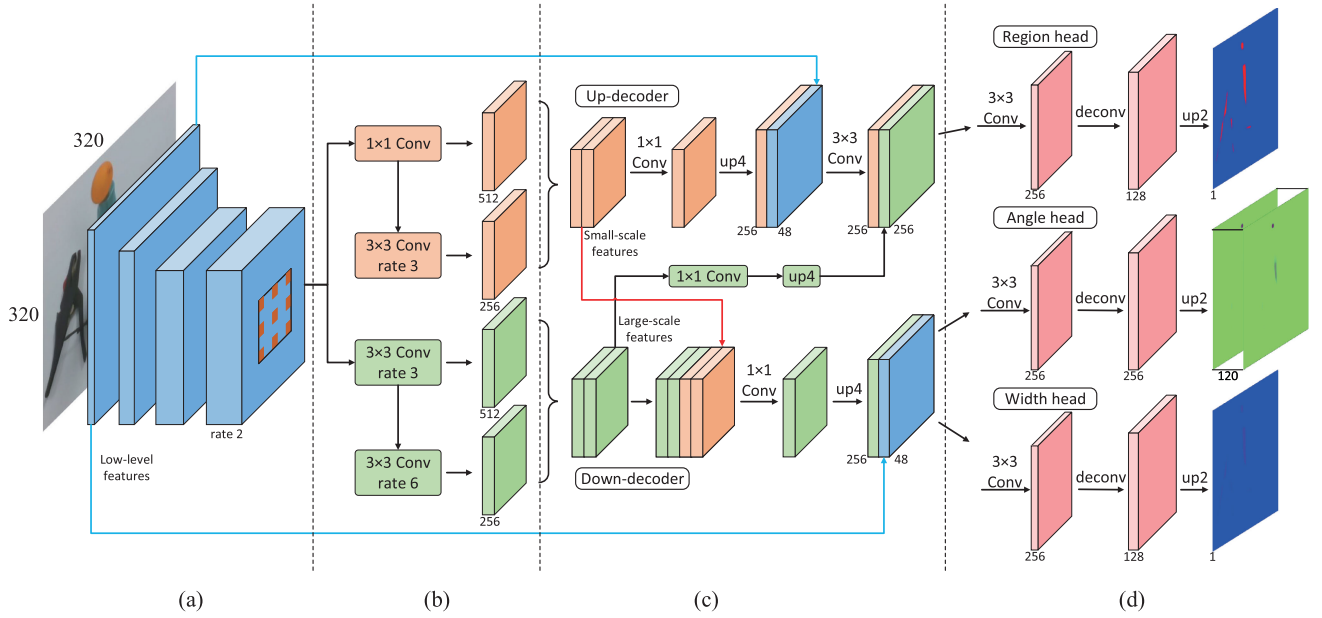 320
320
rate 2
Low-level
features
(a)
1×1 Conv
3×3 Conv
rate 3
3×3 Conv
rate 3
3×3 Conv
rate 6
512
256
512
256
(b)
Up-decoder
1×1
Conv
up4
3×3
Conv
256 48
256 256
Small-scale
features
1×1 Conv
up4
Large-scale
features
1×1
Conv
up4
256 48
Down-decoder
(c)
Region head
3×3
Conv
deconv
up2
256
128
1
Angle head
3×3
Conv
deconv
up2
256
256
120
Width head
3×3
Conv
deconv
up2
256
128
1
(d)